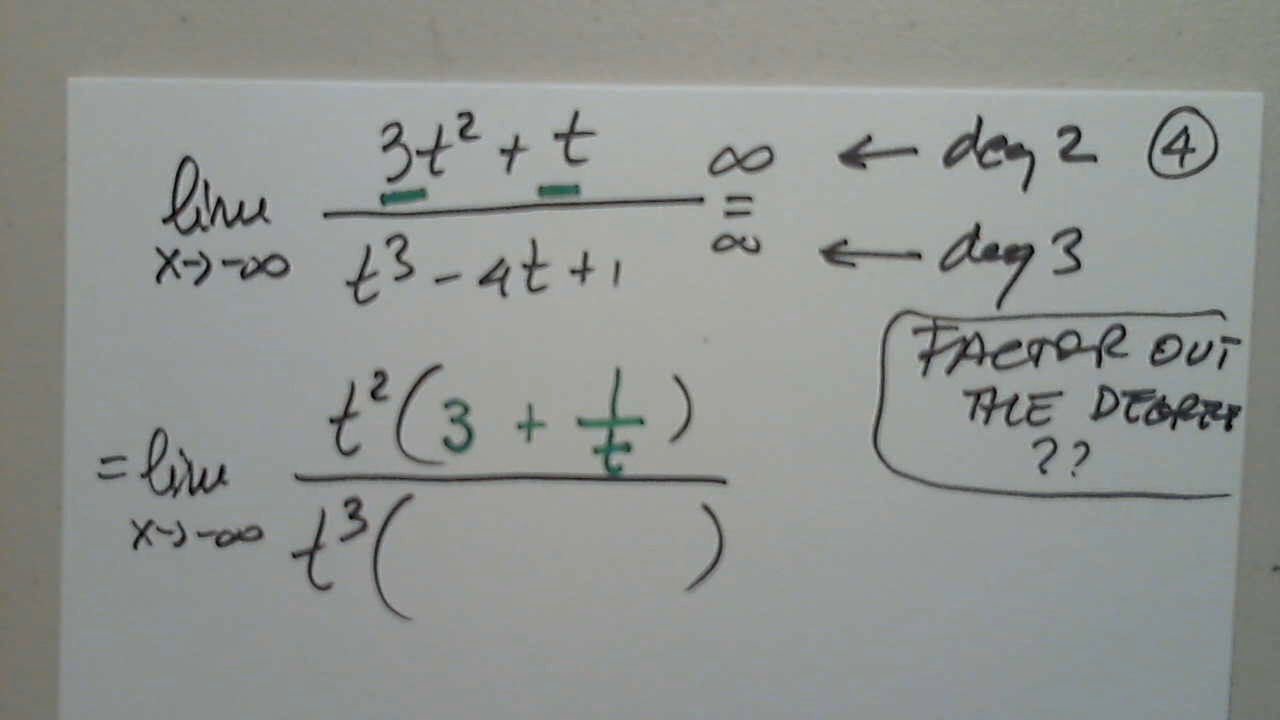 lim x→-∞ (3t² + t)/(t³ - 4t + 1) = ∞/∞ ← deg 2 ④
← deg 3
FACTOR OUT
THE DEGREE
??
= lim x→-∞ t²(3 + 1/t)/t³( )